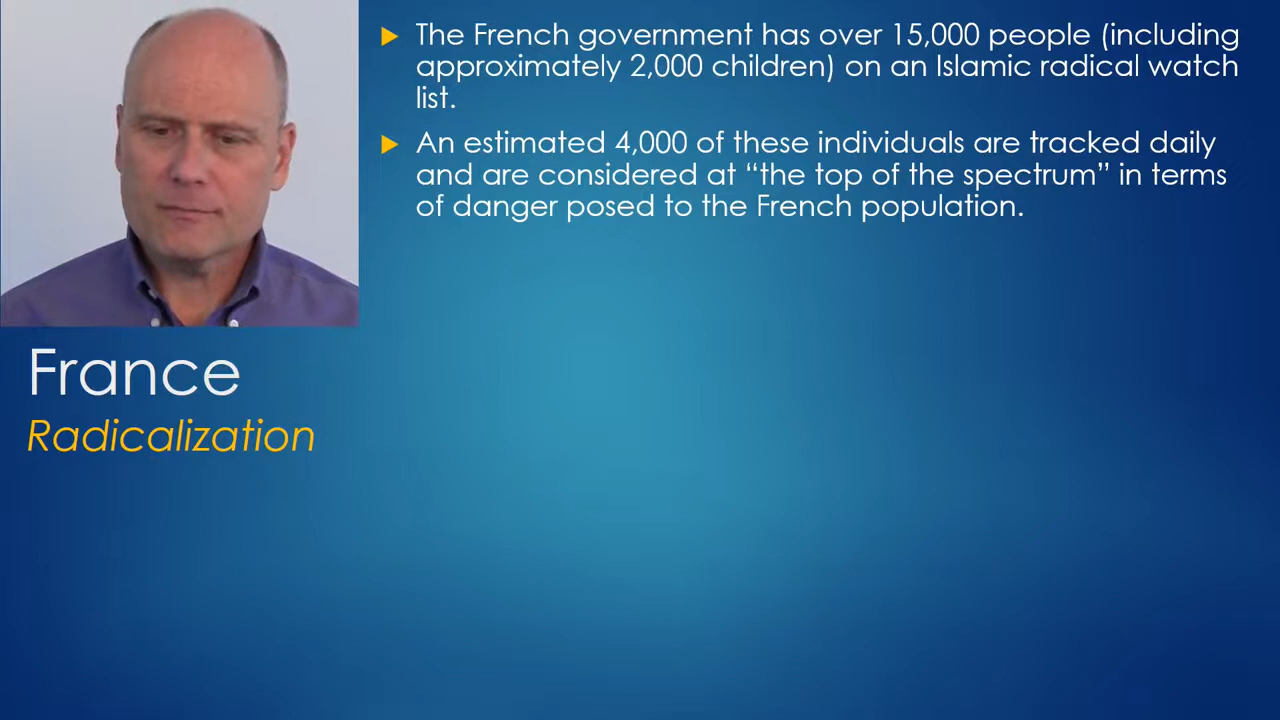 The French government has over 15,000 people (including
approximately 2,000 children) on an Islamic radical watch
list.
An estimated 4,000 of these individuals are tracked daily
and are considered at “the top of the spectrum” in terms
of danger posed to the French population.
France
Radicalization